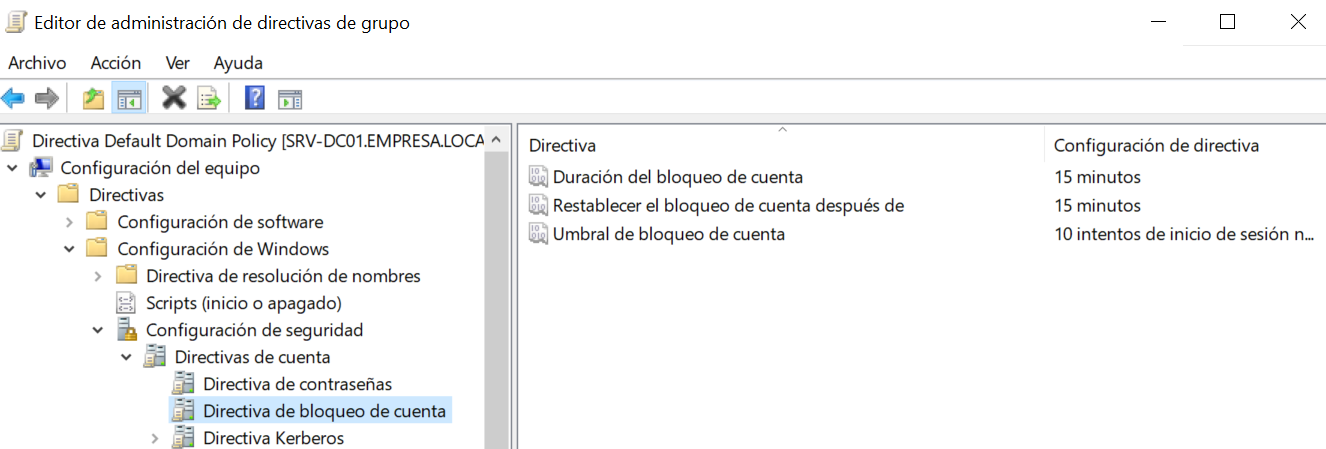 Editor de administración de directivas de grupo
Archivo Acción Ver Ayuda
Directiva Default Domain Policy [SRV-DC01.EMPRESA.LOCA
Configuración del equipo
Directivas
Configuración de software
Configuración de Windows
Directiva de resolución de nombres
Scripts (inicio o apagado)
Configuración de seguridad
Directivas de cuenta
Directiva de contraseñas
Directiva de bloqueo de cuenta
Directiva Kerberos
Directiva Configuración de directiva
Duración del bloqueo de cuenta 15 minutos
Restablecer el bloqueo de cuenta después de 15 minutos
Umbral de bloqueo de cuenta 10 intentos de inicio de sesión n...